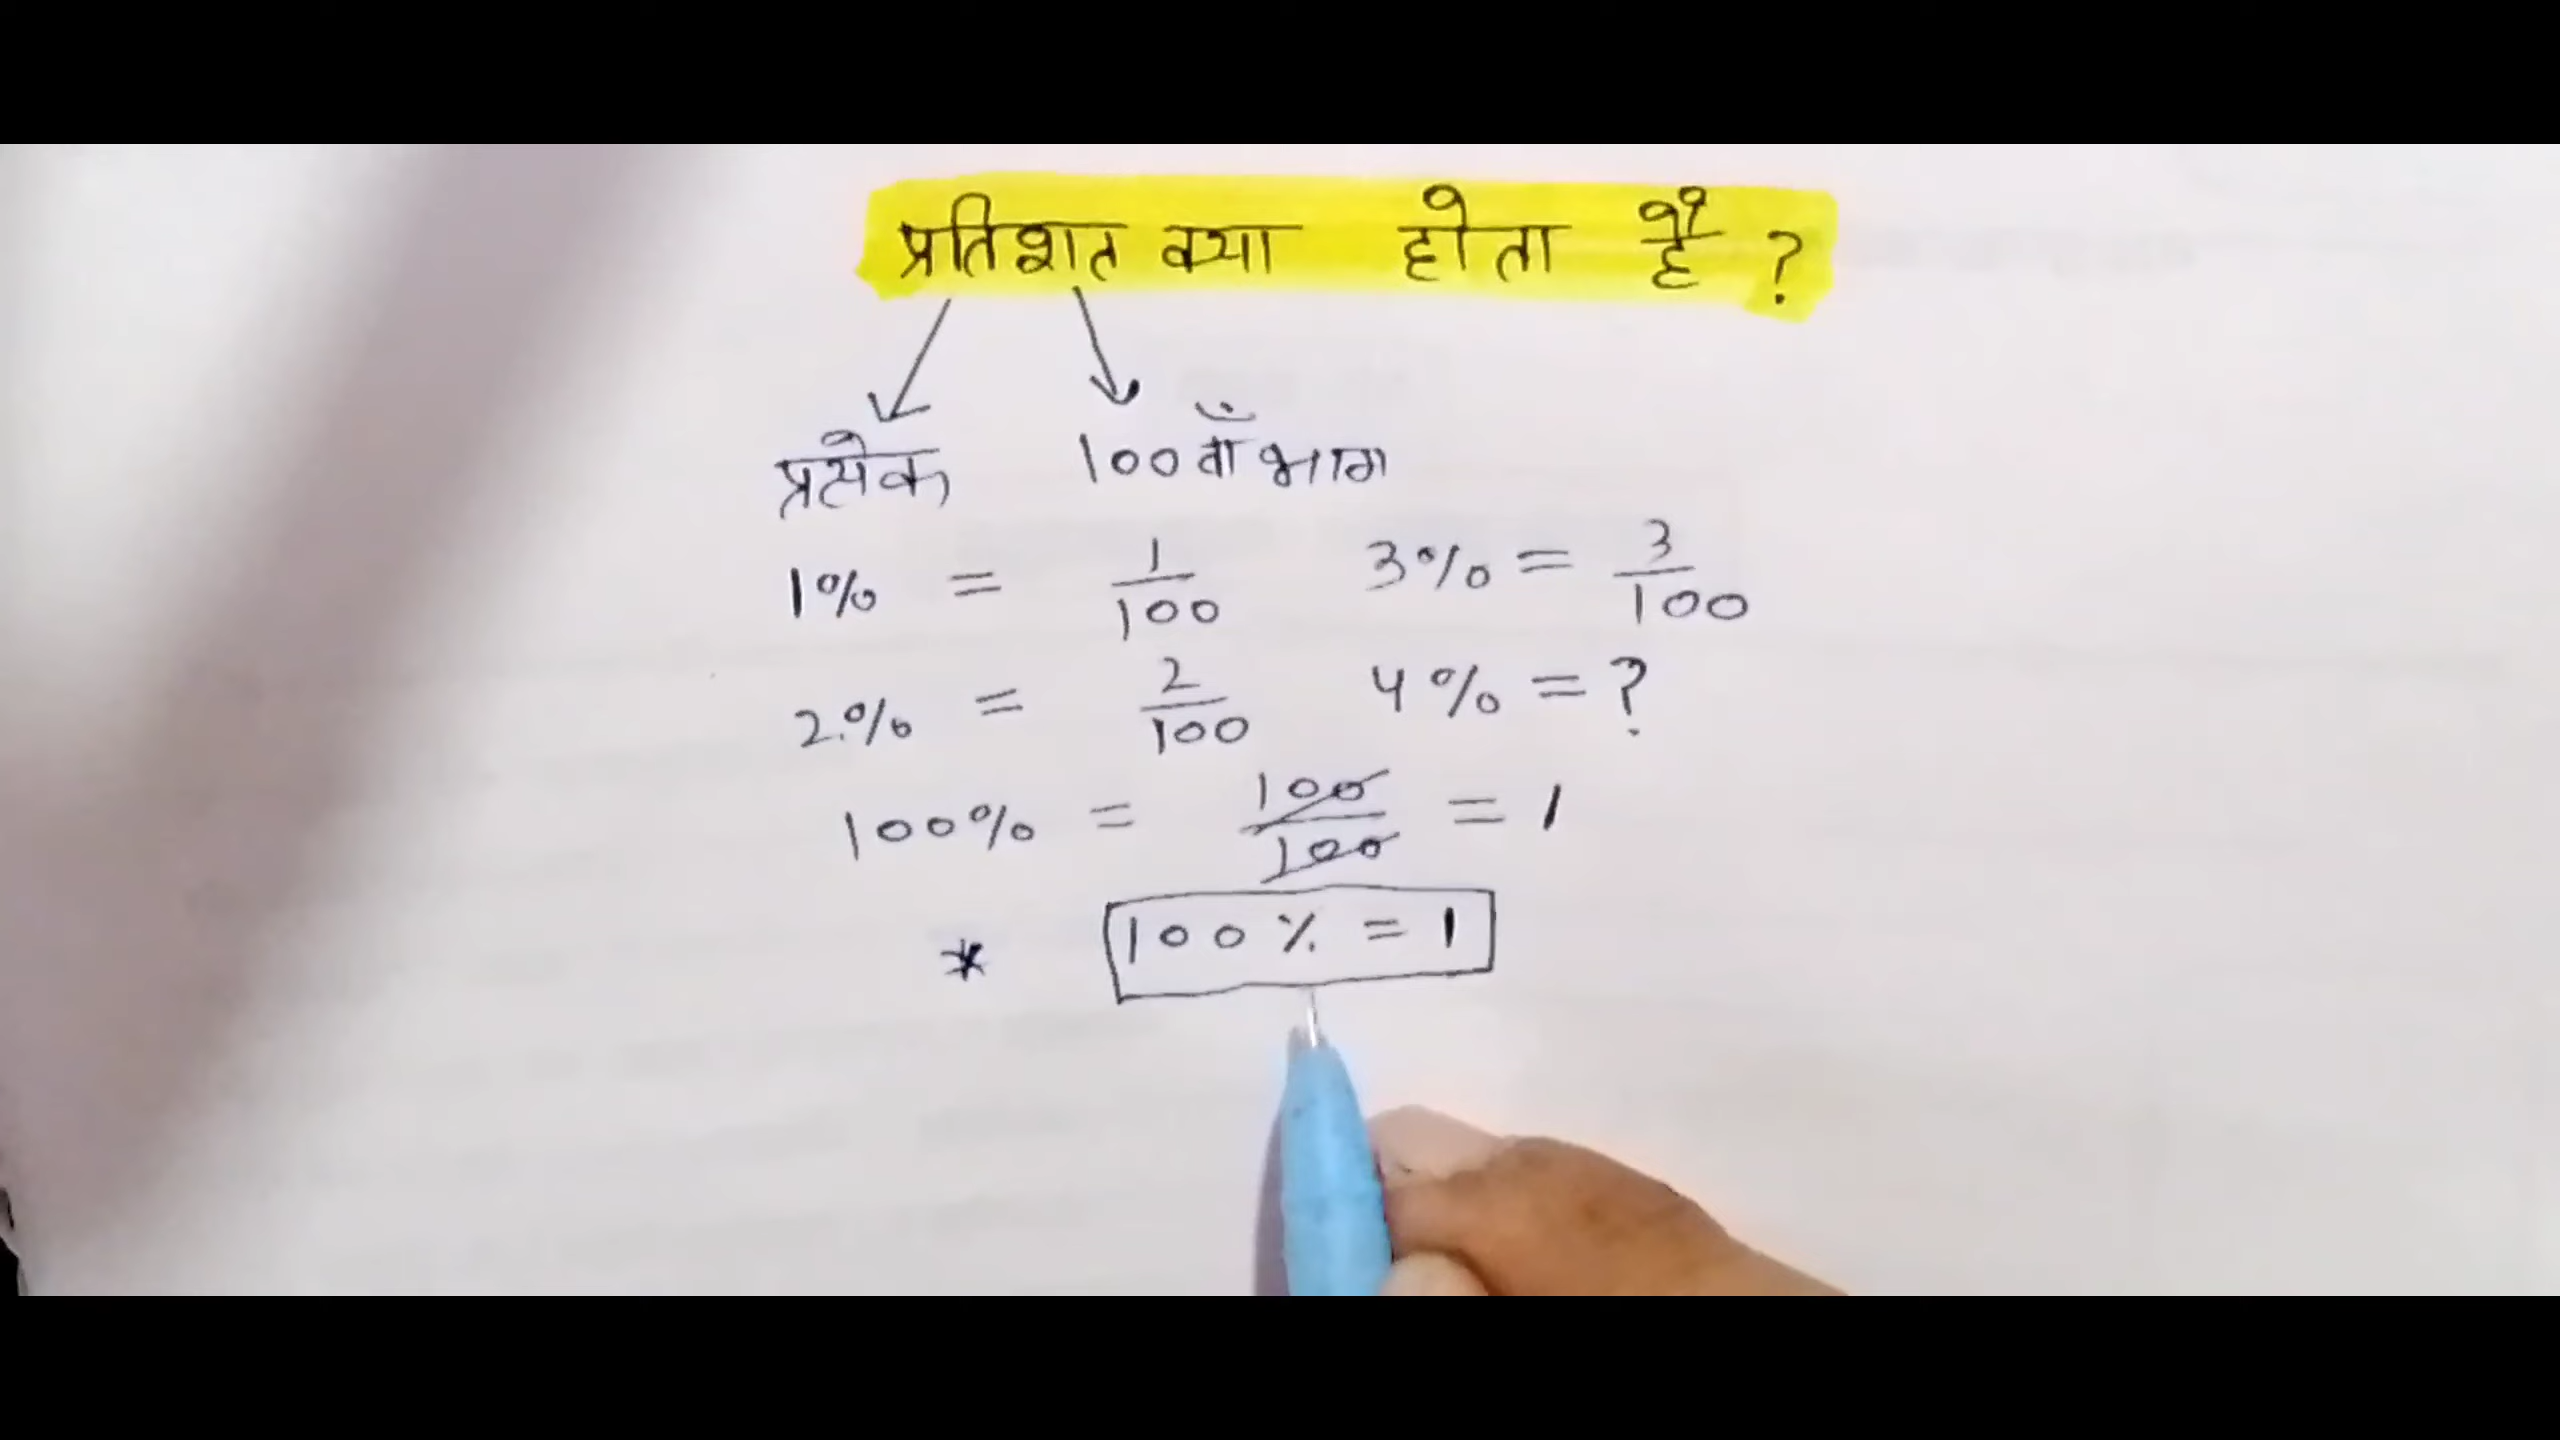 प्रतिशत क्या होता है ?
प्रत्येक 100 वाँ भाग
1% = 1/100 3% = 3/100
2.% = 2/100 4% = ?
100% = 100/100 = 1
* 100% = 1